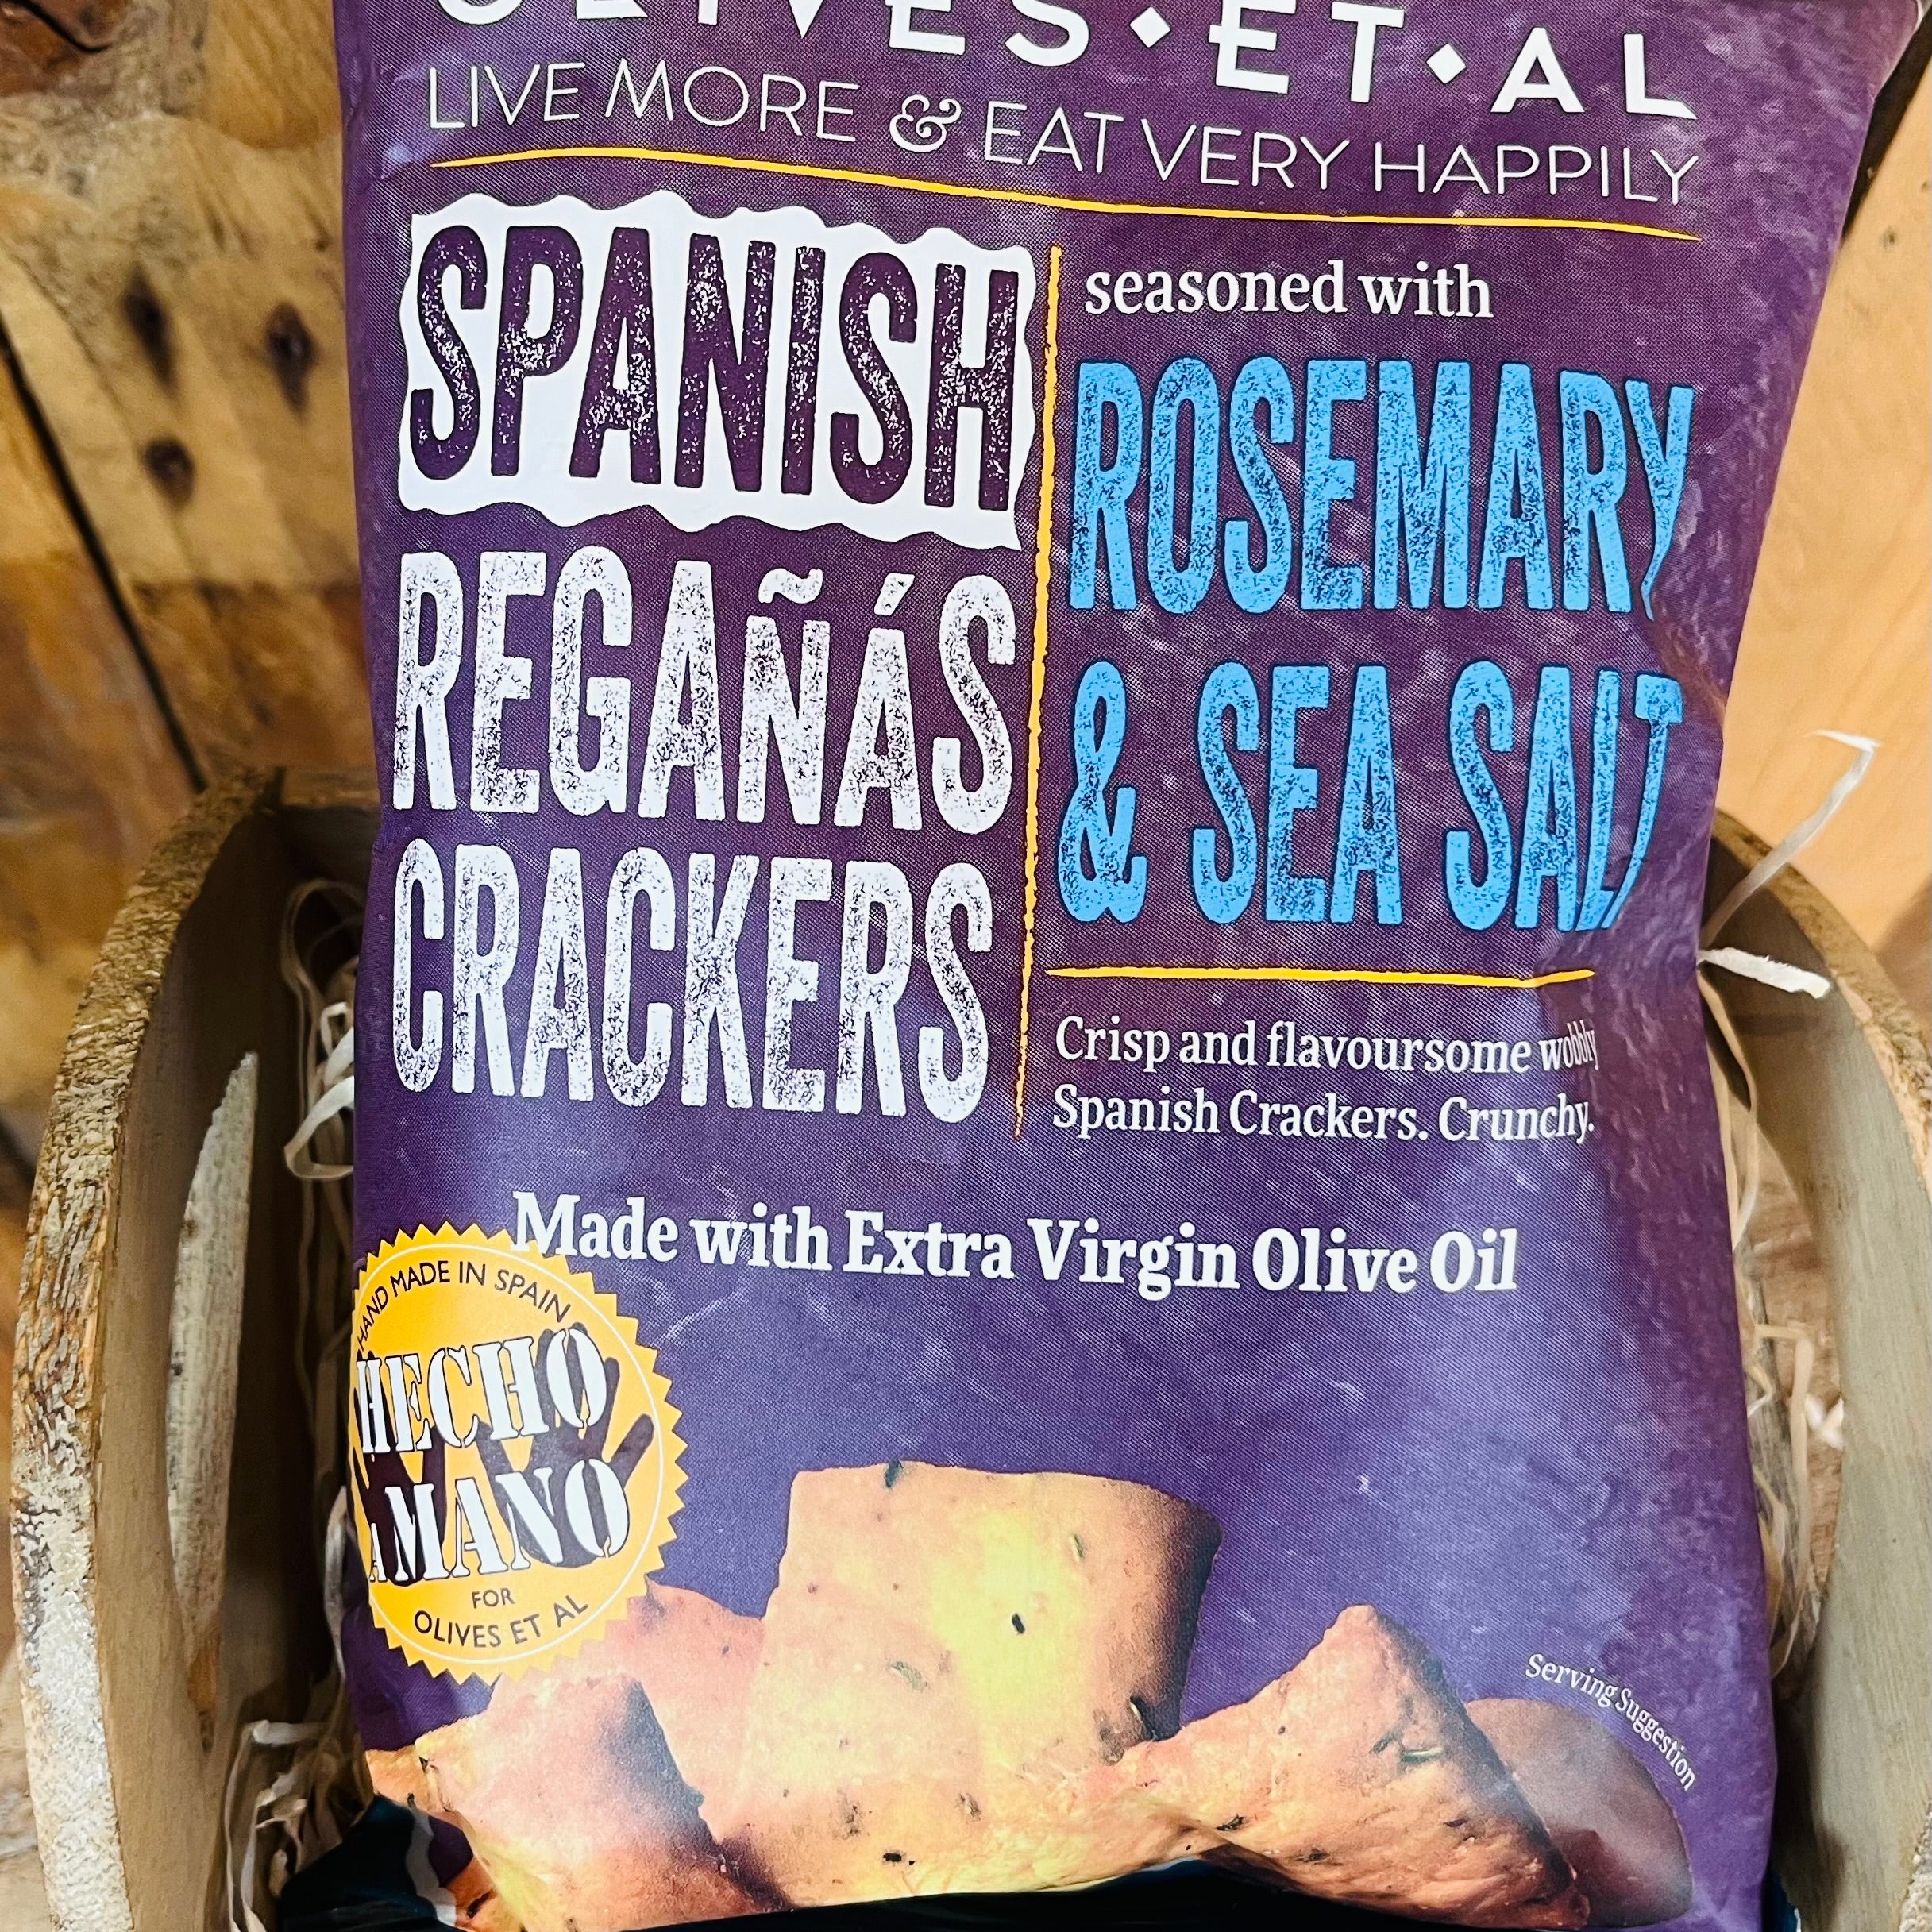 OLIVES•ET•AL
LIVE MORE & EAT VERY HAPPILY
SPANISH
REGAÑÁS
CRACKERS
seasoned with
ROSEMARY
& SEA SALT
Crisp and flavoursome wobbly
Spanish Crackers. Crunchy.
Made with Extra Virgin Olive Oil
HAND MADE IN SPAIN
HECHO
A MANO
FOR
OLIVES ET AL
Serving Suggestion